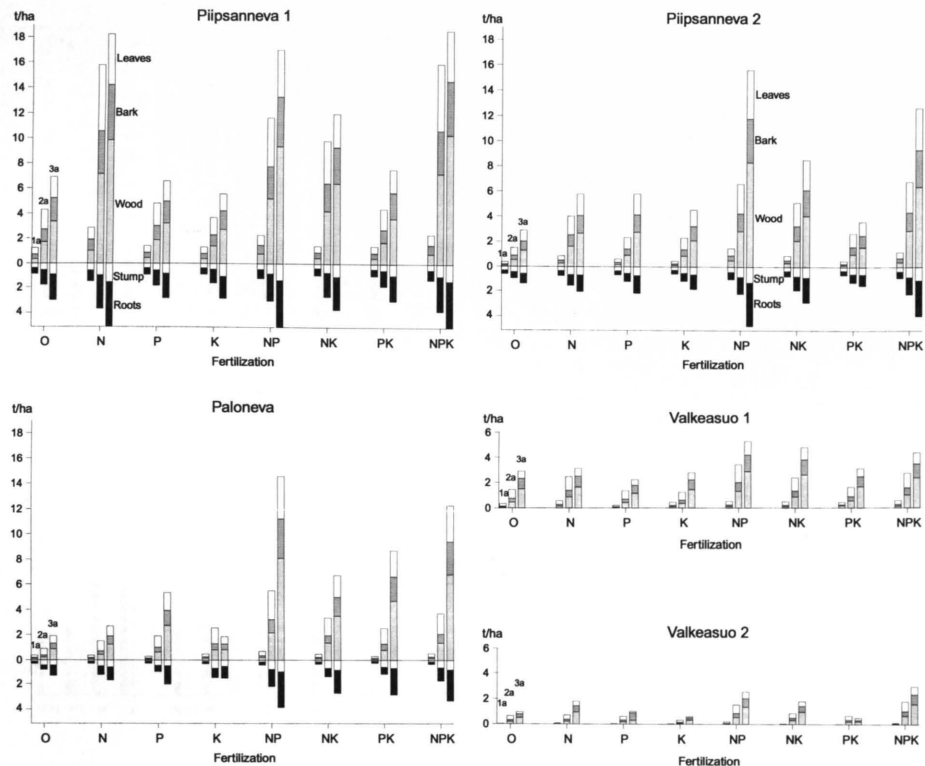 t/ha Piipsanneva 1
18
16
14
12
10
8
6
4
2
0
2
4
Leaves
Bark
Wood
Stump
Roots
1a 2a 3a
O N P K NP NK PK NPK
Fertilization
t/ha Piipsanneva 2
18
16
14
12
10
8
6
4
2
0
2
4
Leaves
Bark
Wood
Stump
Roots
1a 2a 3a
O N P K NP NK PK NPK
Fertilization
t/ha Paloneva
18
16
14
12
10
8
6
4
2
0
2
4
1a 2a 3a
O N P K NP NK PK NPK
Fertilization
t/ha Valkeasuo 1
6
4
2
0
1a 2a 3a
O N P K NP NK PK NPK
Fertilization
t/ha Valkeasuo 2
6
4
2
0
1a 2a 3a
O N P K NP NK PK NPK
Fertilization